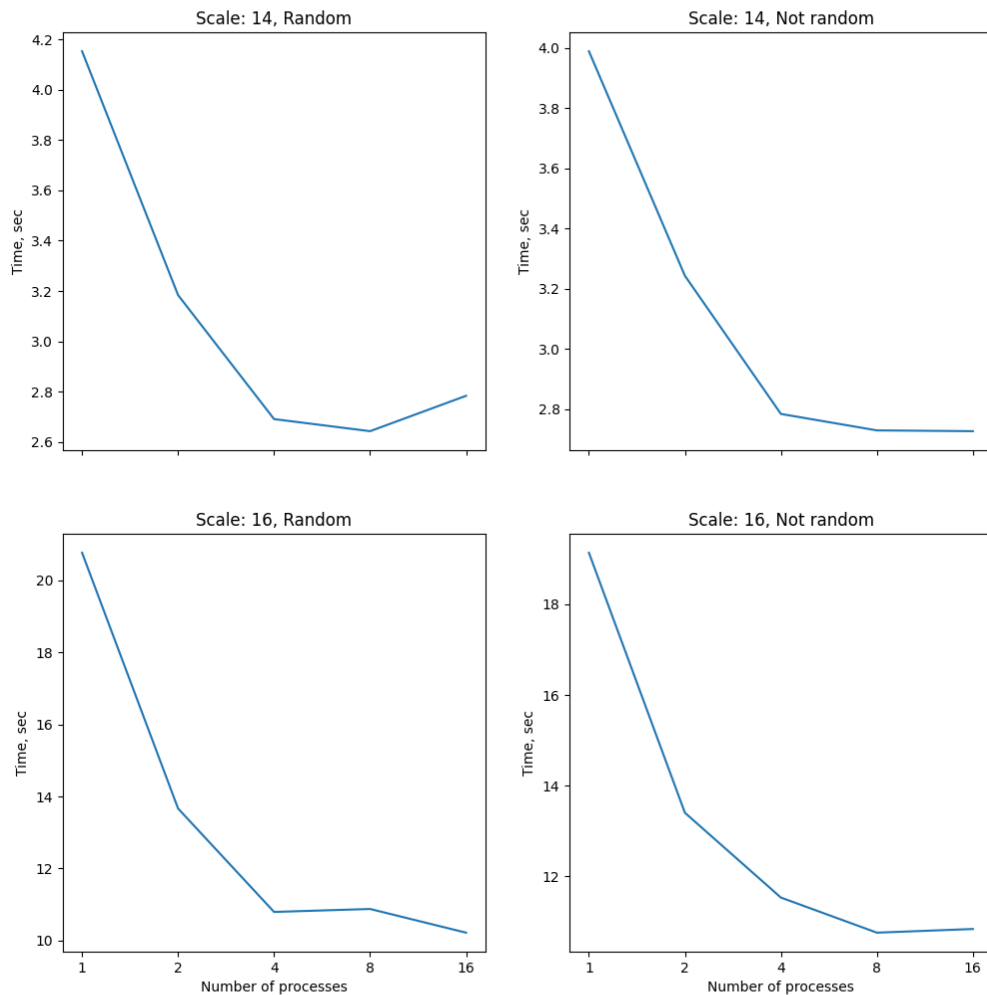 Scale: 14, Random
4.2
4.0
3.8
3.6
3.4
3.2
3.0
2.8
2.6
Time, sec
Scale: 14, Not random
4.0
3.8
3.6
3.4
3.2
3.0
2.8
Time, sec
Scale: 16, Random
20
18
16
14
12
10
Time, sec
1 2 4 8 16
Number of processes
Scale: 16, Not random
18
16
14
12
Time, sec
1 2 4 8 16
Number of processes